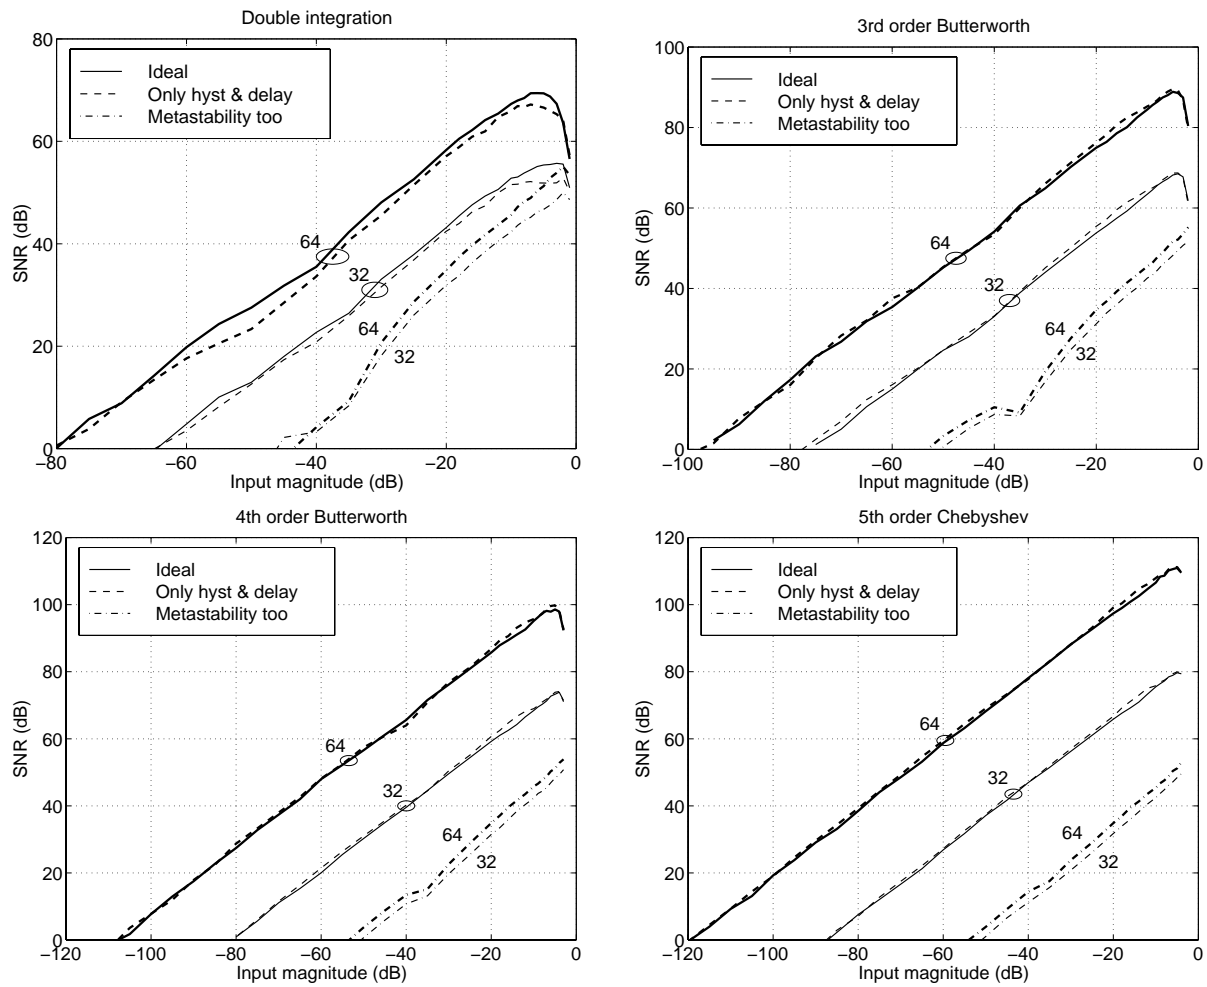 Double integration
80
60
40
20
0
SNR (dB)
Ideal
Only hyst & delay
Metastability too
64
32
64
32
−80
−60
−40
−20
0
Input magnitude (dB)
3rd order Butterworth
100
80
60
40
20
0
SNR (dB)
Ideal
Only hyst & delay
Metastability too
64
32
64
32
−100
−80
−60
−40
−20
0
Input magnitude (dB)
4th order Butterworth
120
100
80
60
40
20
0
SNR (dB)
Ideal
Only hyst & delay
Metastability too
64
32
64
32
−120
−100
−80
−60
−40
−20
0
Input magnitude (dB)
5th order Chebyshev
120
100
80
60
40
20
0
SNR (dB)
Ideal
Only hyst & delay
Metastability too
64
32
64
32
−120
−100
−80
−60
−40
−20
0
Input magnitude (dB)